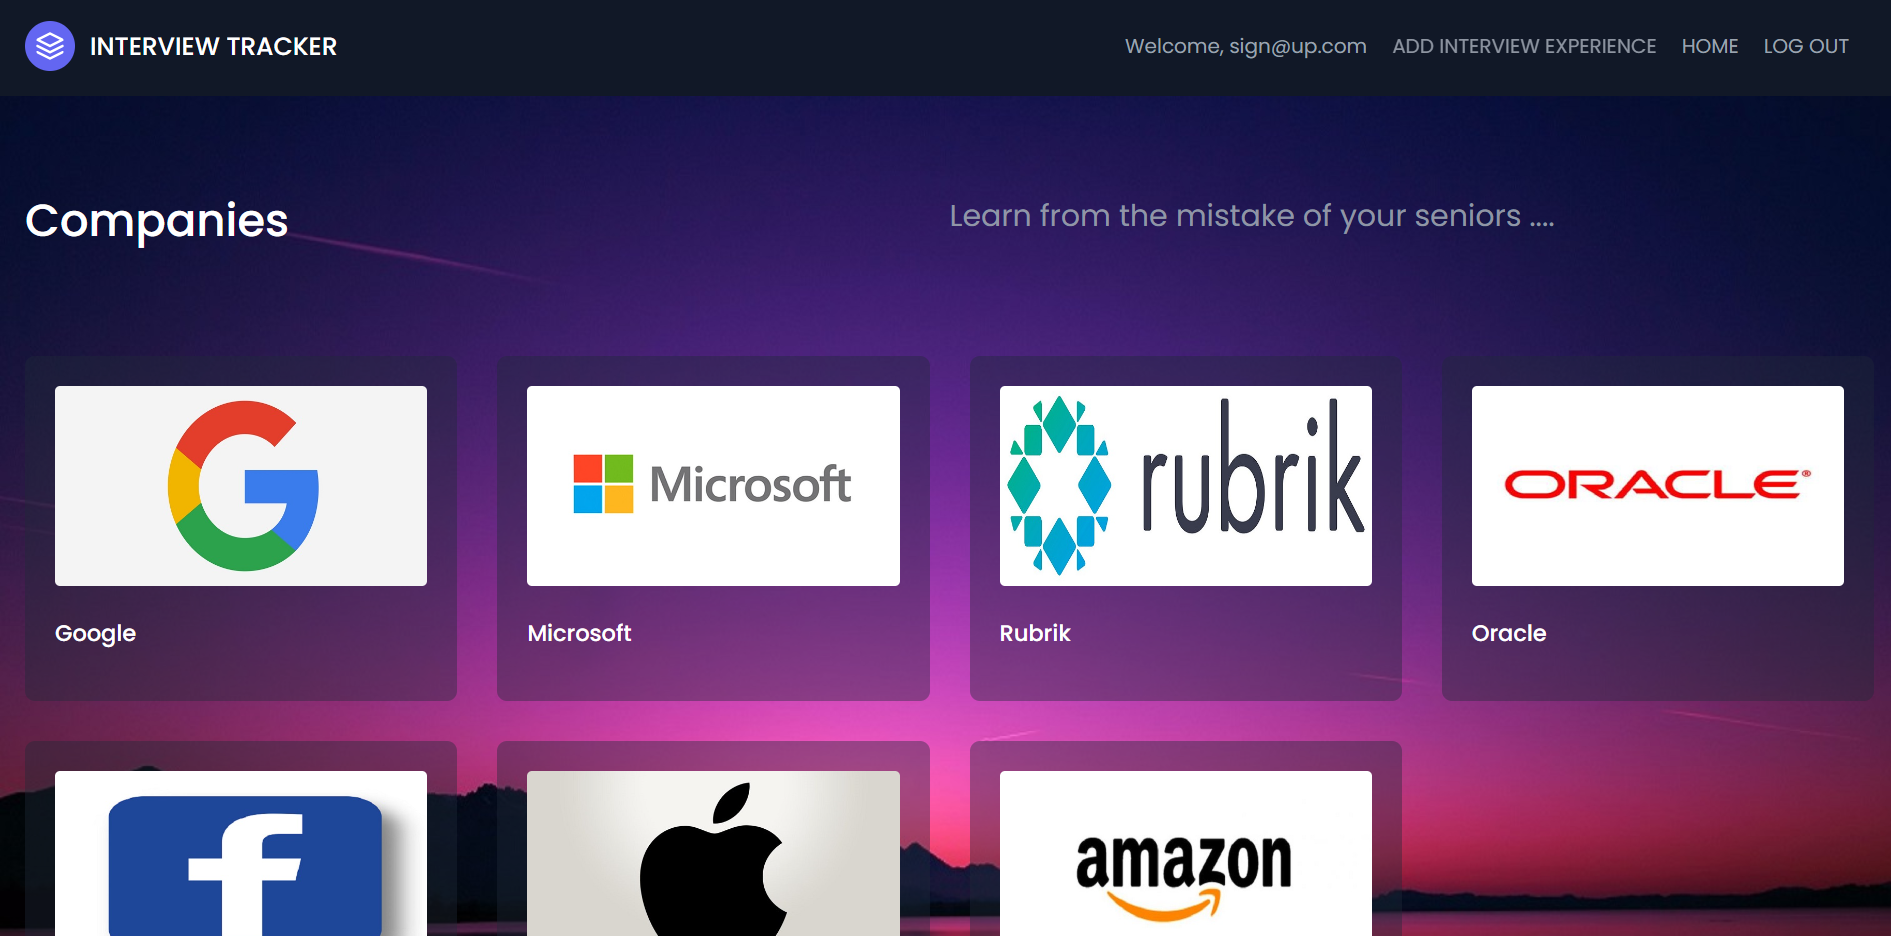 INTERVIEW TRACKER
Welcome, sign@up.com ADD INTERVIEW EXPERIENCE HOME LOG OUT
Companies
Learn from the mistake of your seniors ....
Microsoft
rubrik
ORACLE®
Google
Microsoft
Rubrik
Oracle
f
amazon